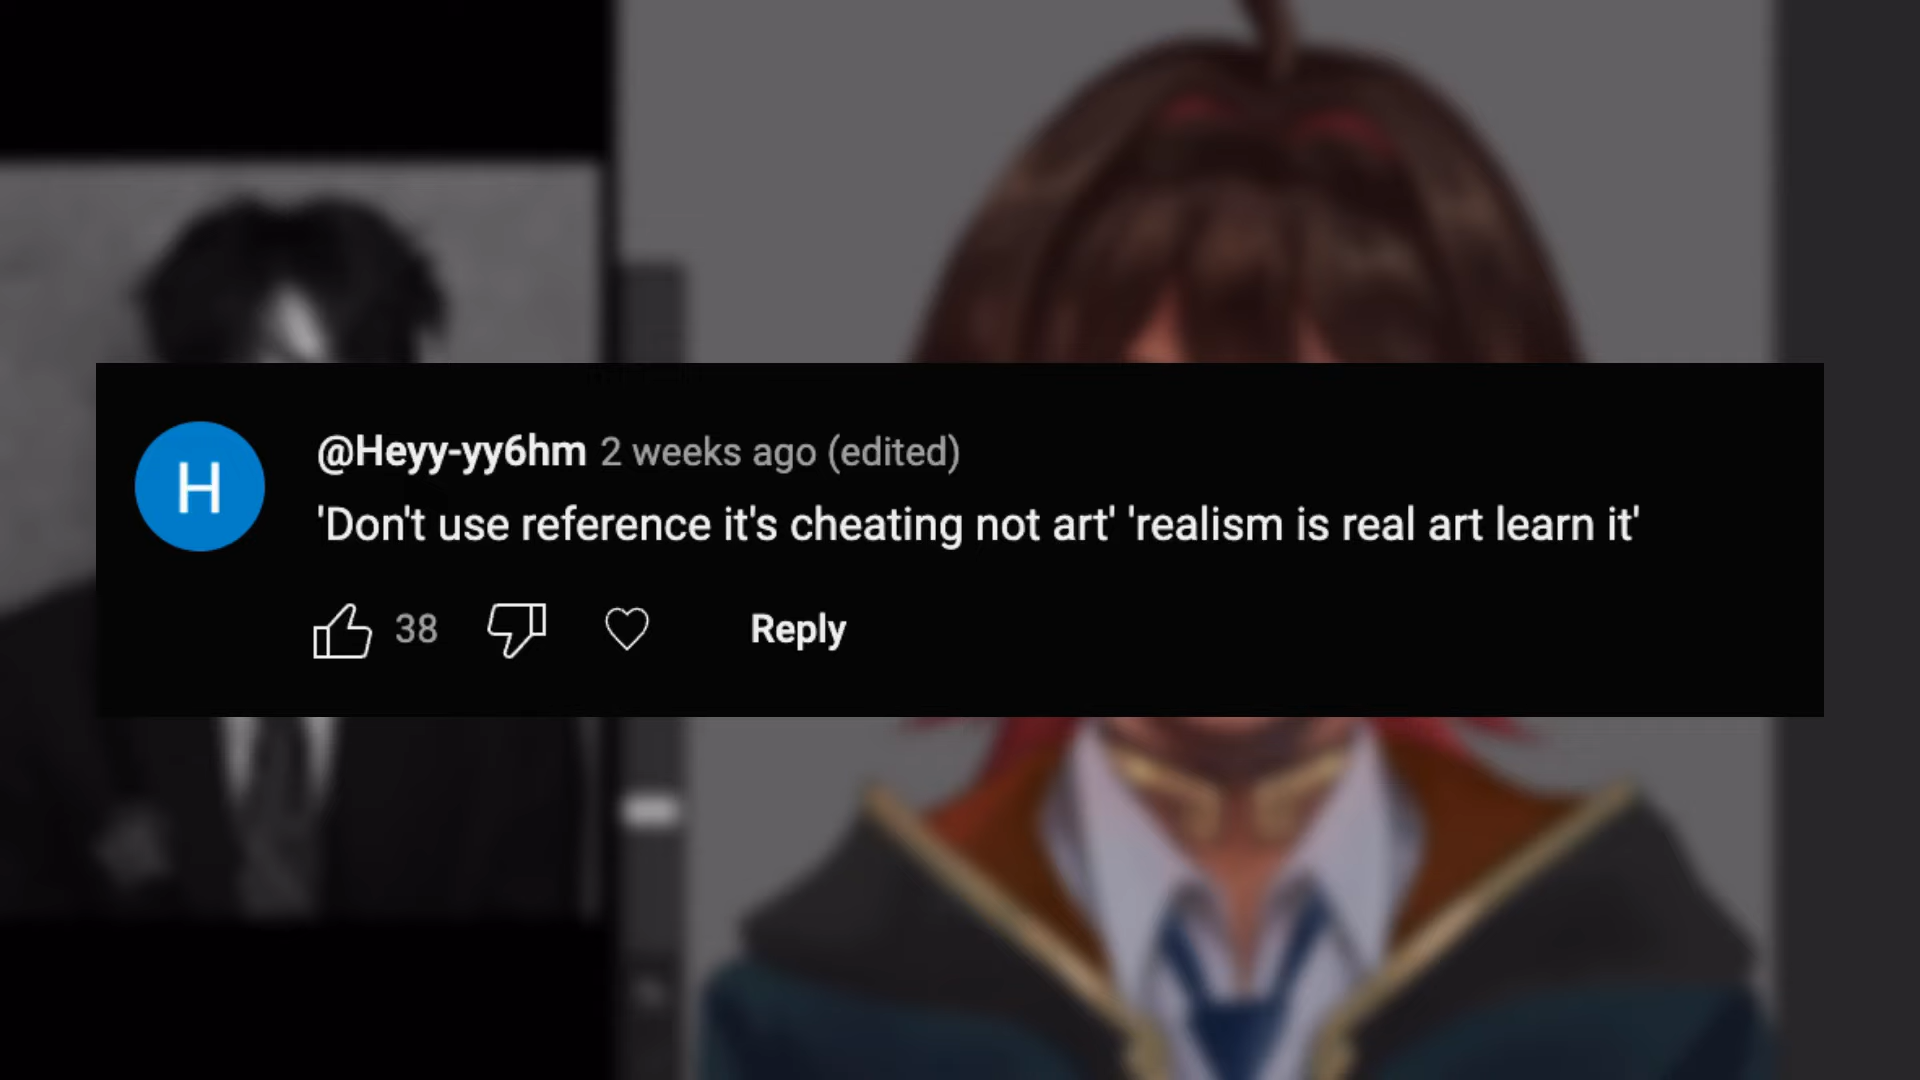 H
@Heyy-yy6hm 2 weeks ago (edited)
'Don't use reference it's cheating not art' 'realism is real art learn it'
38
Reply